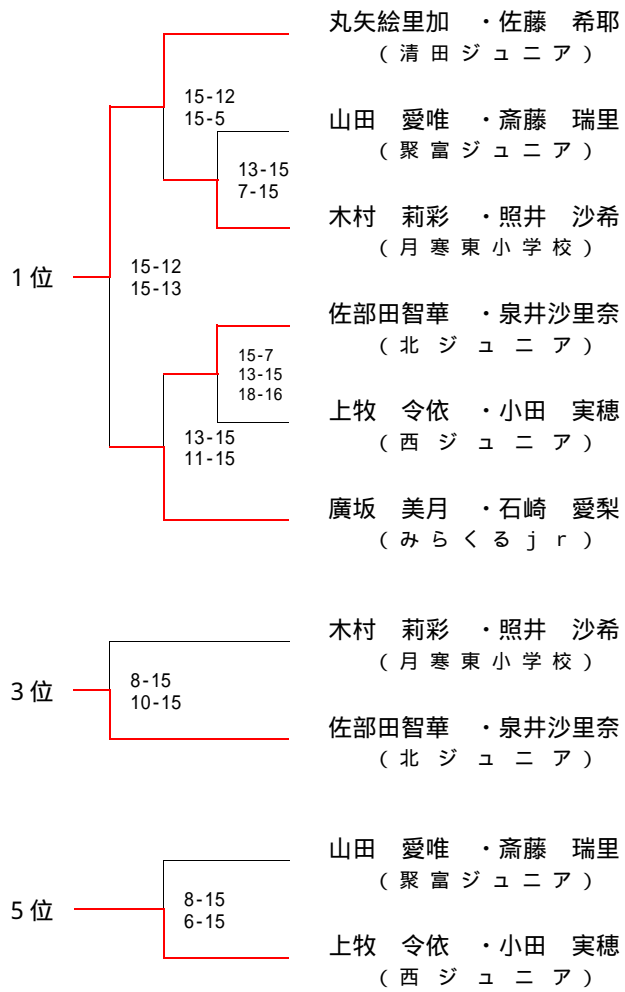 丸矢絵里加　・佐藤　希耶
(清田ジュニア)
15-12
15-5
山田　愛唯　・斎藤　瑞里
(聚富ジュニア)
13-15
7-15
木村　莉彩　・照井　沙希
(月寒東小学校)
1位
15-12
15-13
佐部田智華　・泉井沙里奈
(北ジュニア)
15-7
13-15
18-16
上牧　令依　・小田　実穂
(西ジュニア)
13-15
11-15
廣坂　美月　・石崎　愛梨
(みらくるjr)
木村　莉彩　・照井　沙希
(月寒東小学校)
3位
8-15
10-15
佐部田智華　・泉井沙里奈
(北ジュニア)
山田　愛唯　・斎藤　瑞里
(聚富ジュニア)
5位
8-15
6-15
上牧　令依　・小田　実穂
(西ジュニア)